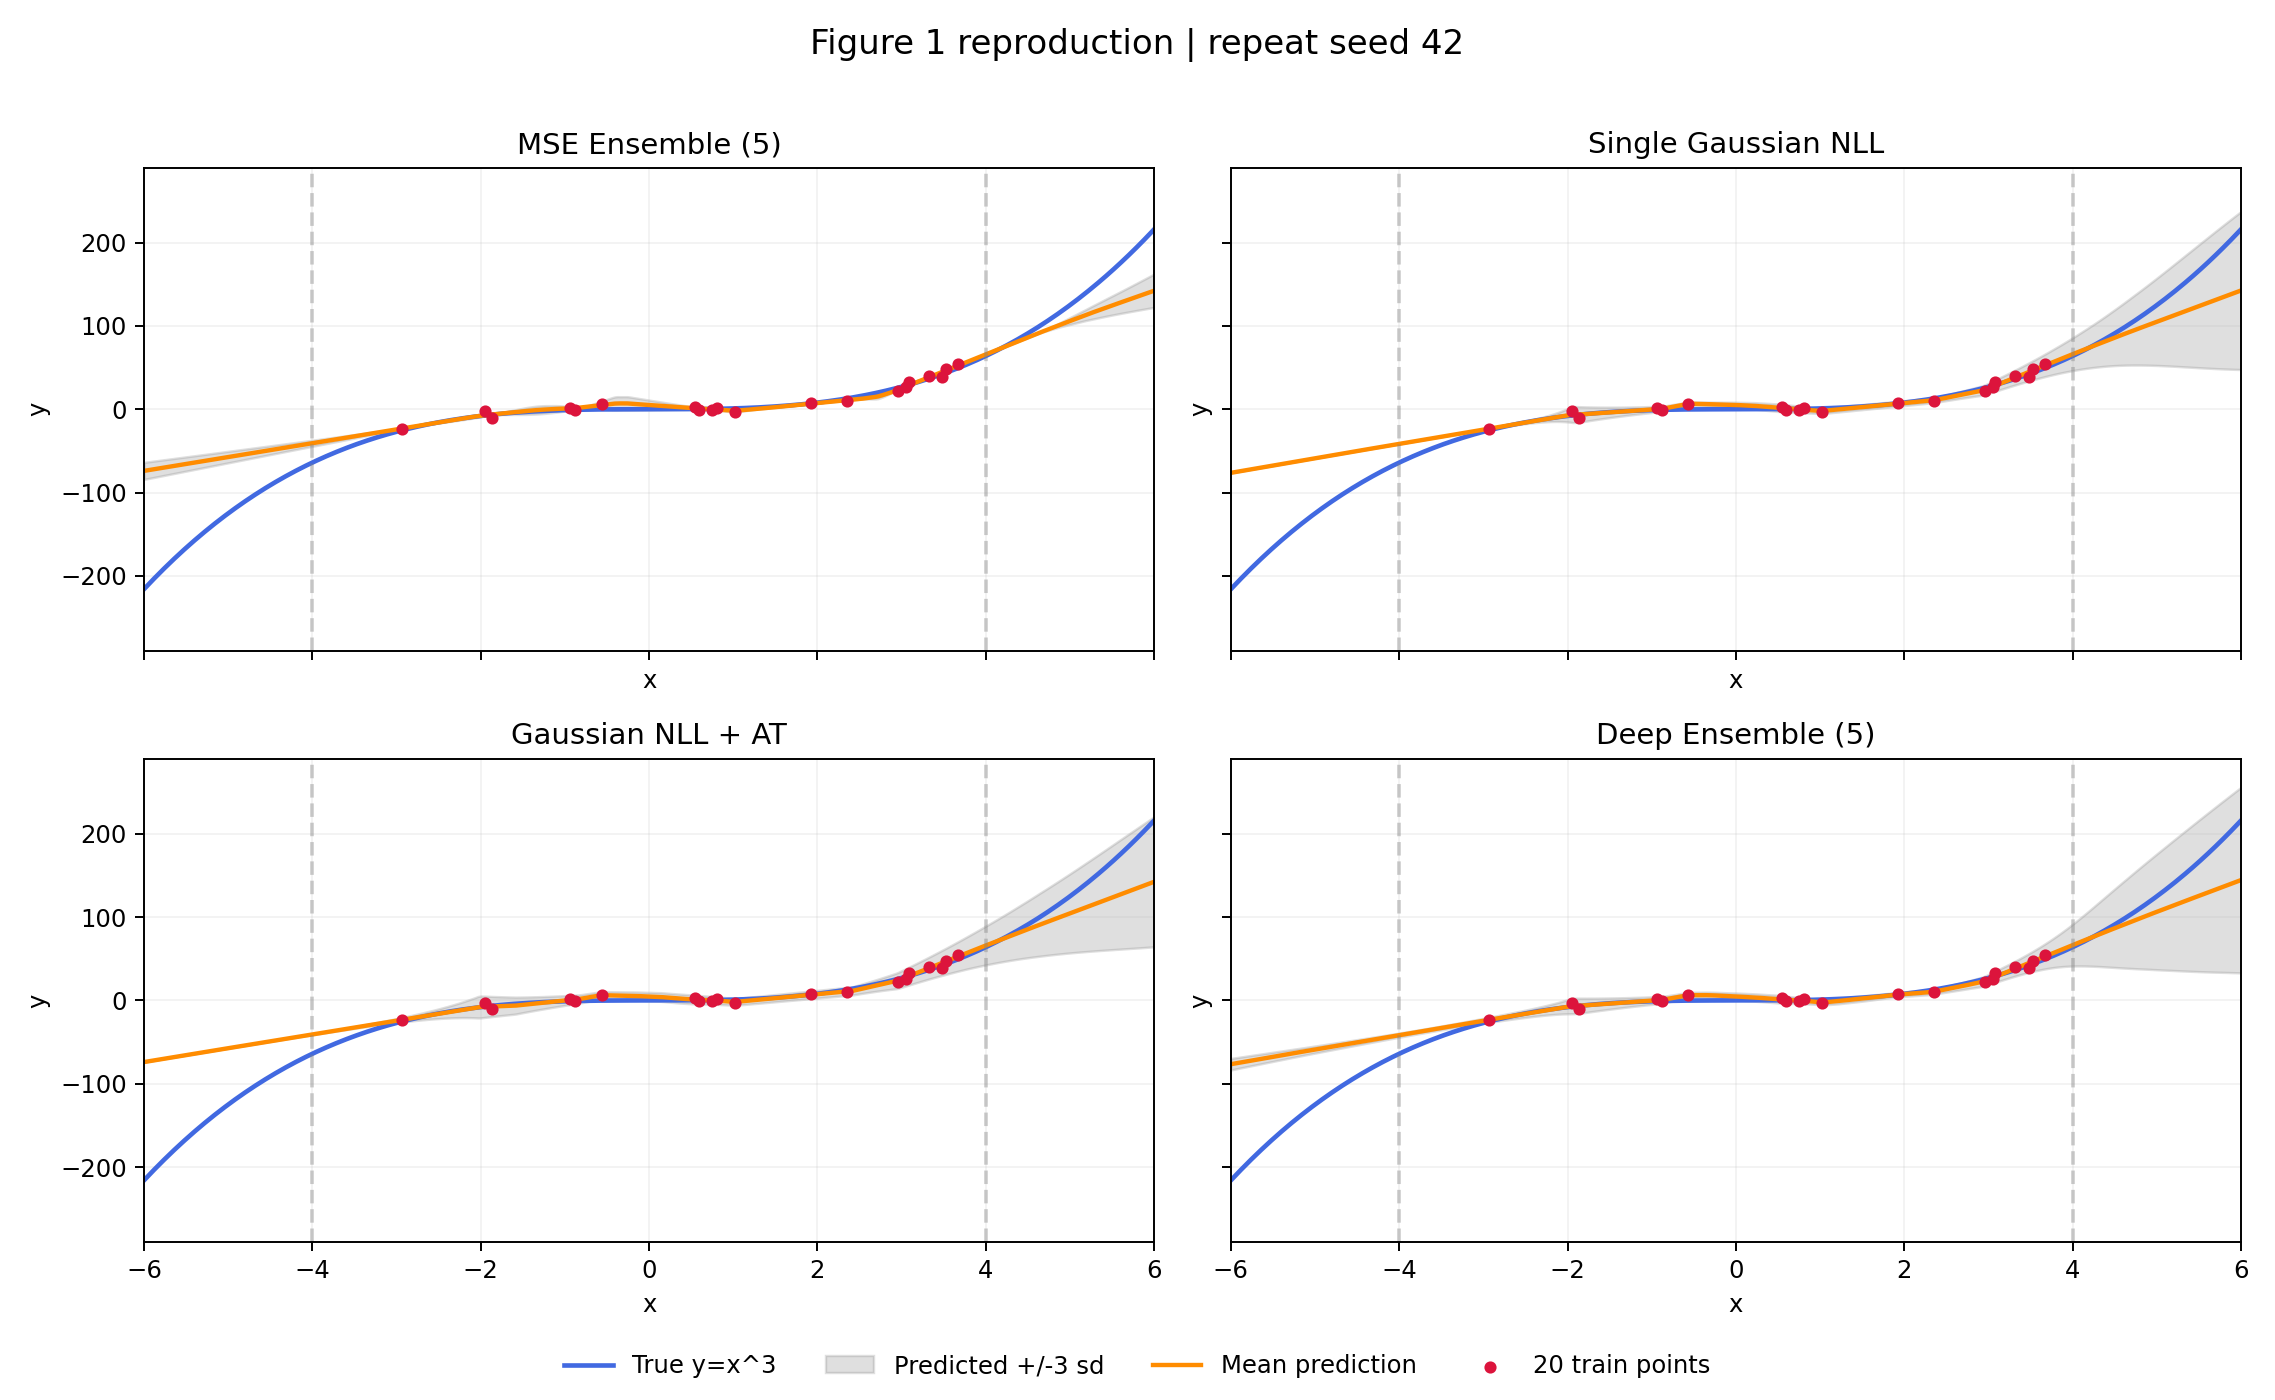 Figure 1 reproduction | repeat seed 42
MSE Ensemble (5)
200
100
0
−100
−200
y
x
Single Gaussian NLL
y
x
Gaussian NLL + AT
200
100
0
−100
−200
y
−6 −4 −2 0 2 4 6
x
Deep Ensemble (5)
y
−6 −4 −2 0 2 4 6
x
True y=x^3 Predicted +/-3 sd Mean prediction 20 train points